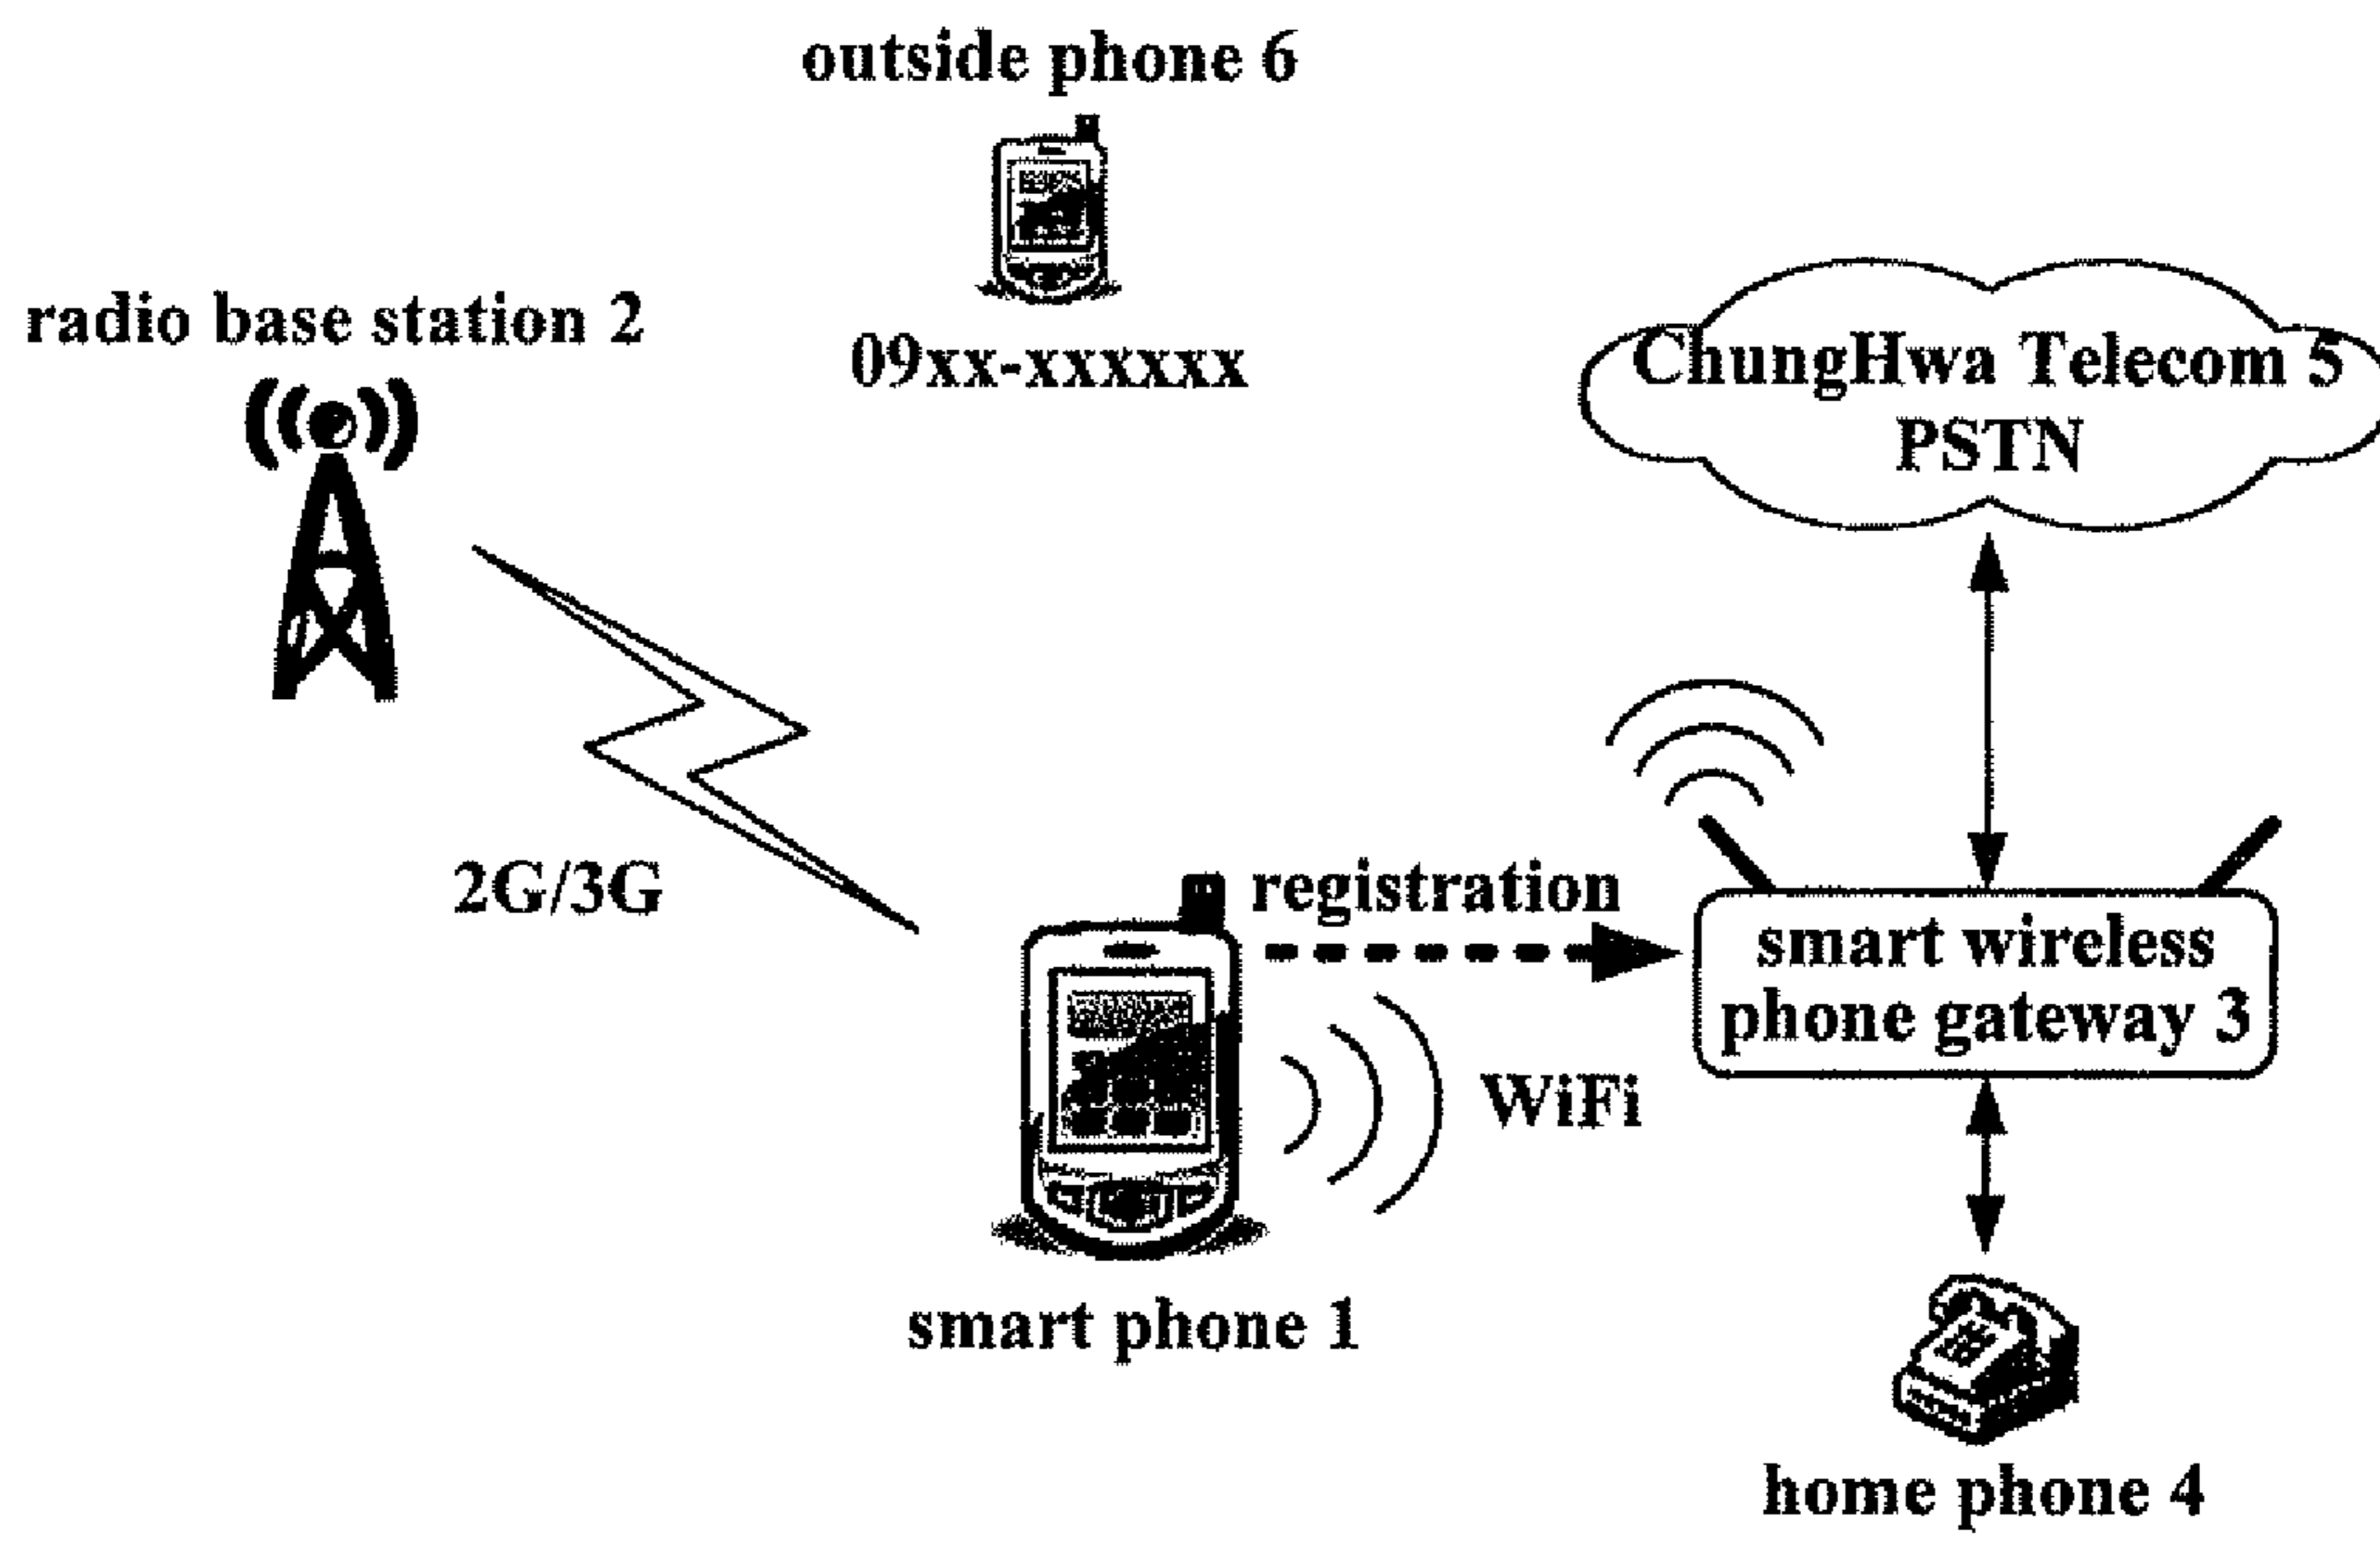 outside phone 6
09xx-xxxxxx
radio base station 2
ChungHwa Telecom 5
PSTN
2G/3G
registration
smart wireless
phone gateway 3
WiFi
smart phone 1
home phone 4